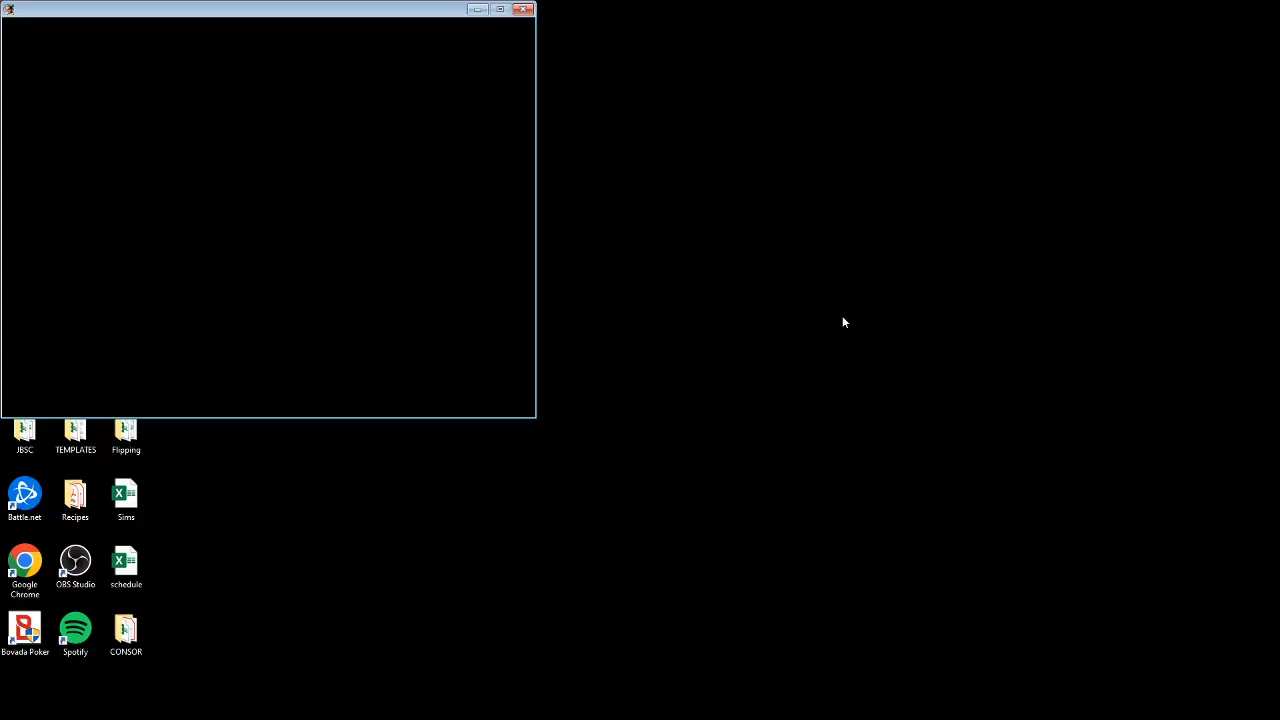 JBSC TEMPLATES Flipping
Battle.net Recipes Sims
Google Chrome OBS Studio schedule
Bovada Poker Spotify CONSOR